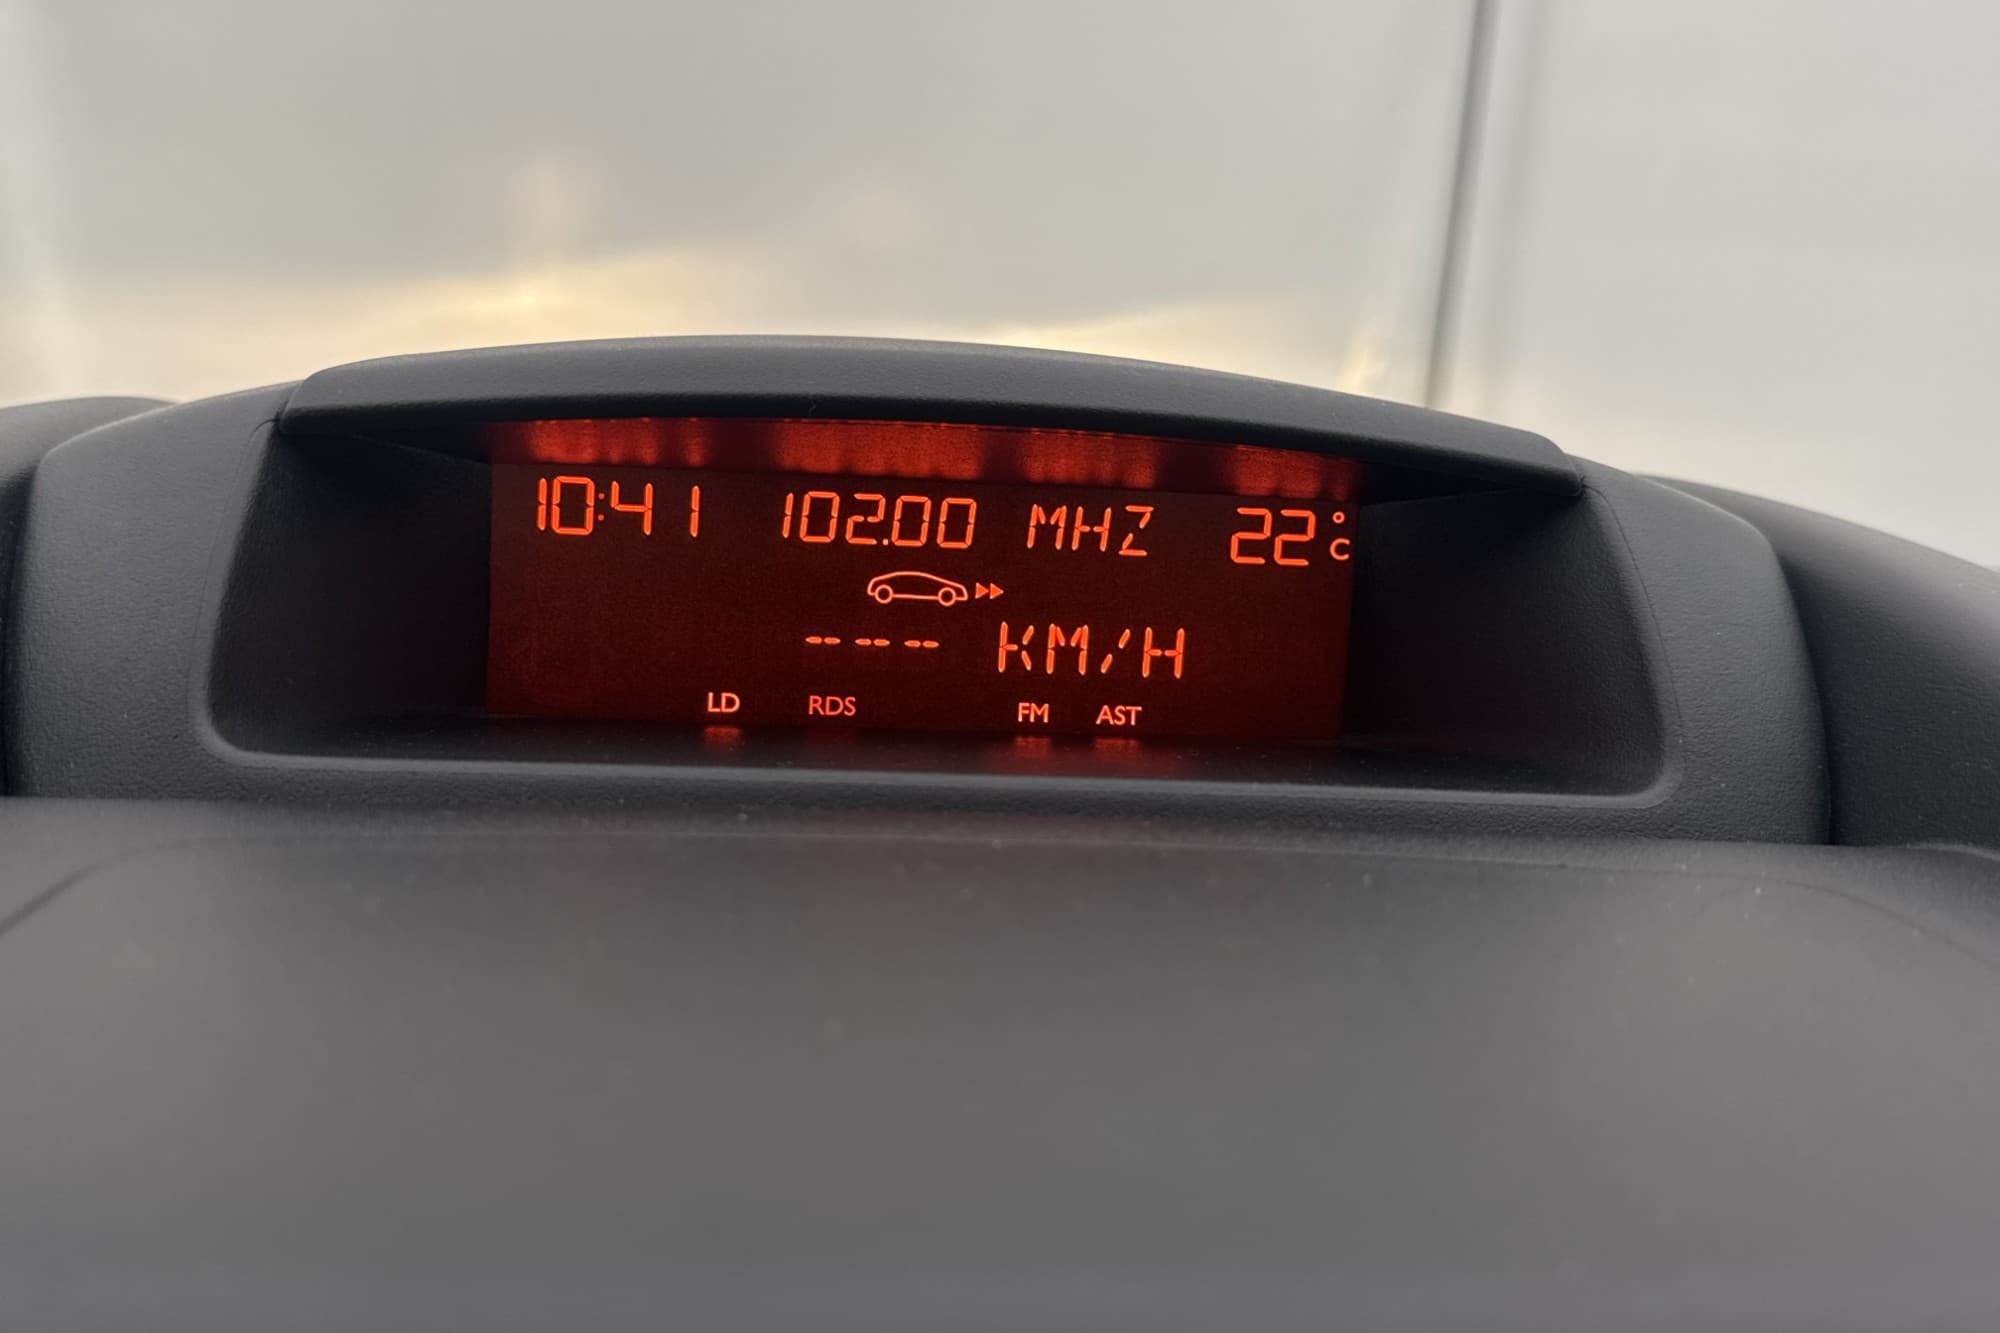 10:41 102.00 MHZ 22°C
-- -- -- KM/H
LD RDS FM AST